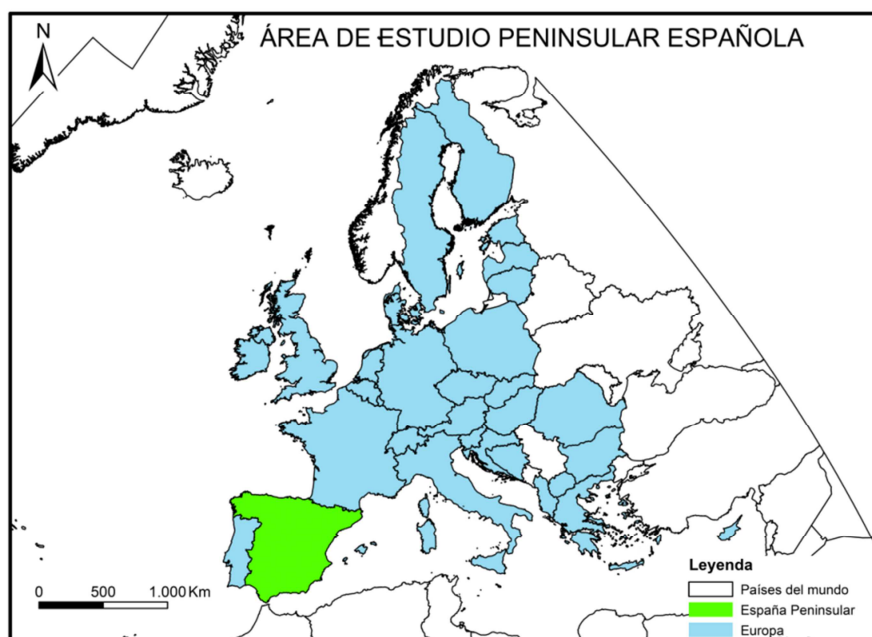 ÁREA DE ESTUDIO PENINSULAR ESPAÑOLA
N
0 500 1.000 Km
Leyenda
Países del mundo
España Peninsular
Europa